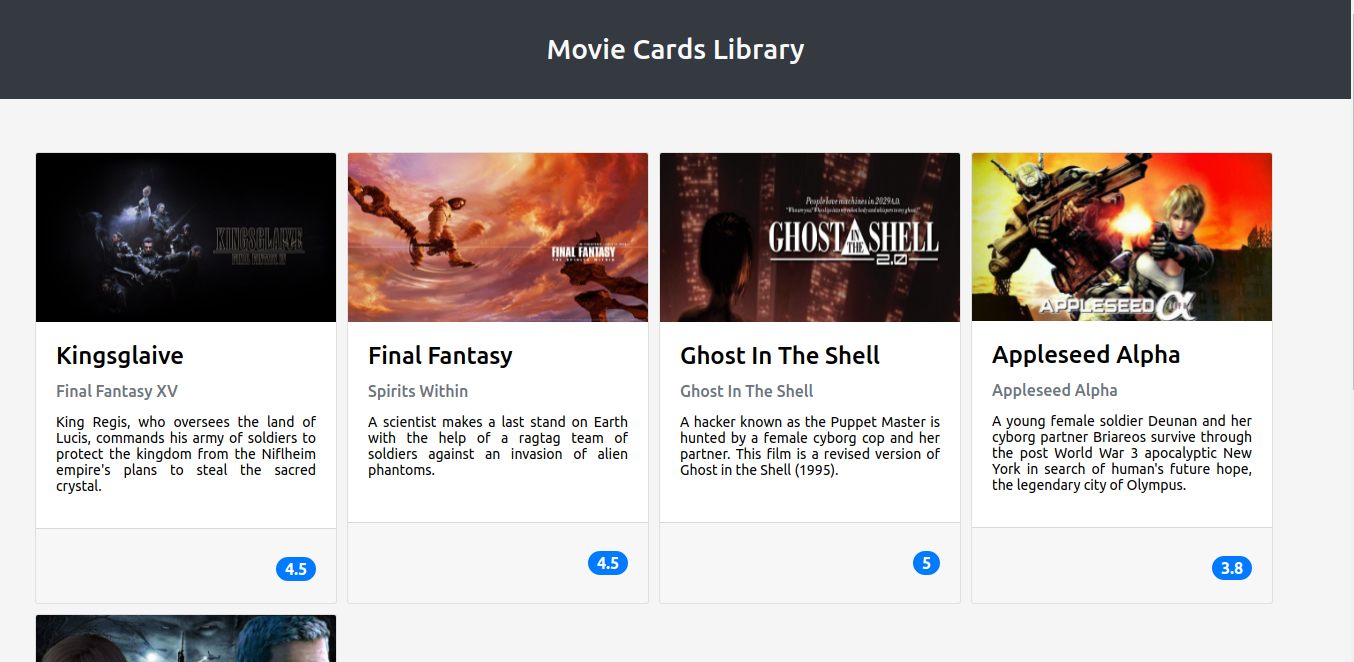 Movie Cards Library
KINGSGLAIVE
FINAL FANTASY XV
Kingsglaive
Final Fantasy XV
King Regis, who oversees the land of
Lucis, commands his army of soldiers to
protect the kingdom from the Niflheim
empire's plans to steal the sacred
crystal.
4.5
FINAL FANTASY
THE SPIRITS WITHIN
Final Fantasy
Spirits Within
A scientist makes a last stand on Earth
with the help of a ragtag team of
soldiers against an invasion of alien
phantoms.
4.5
People love machines in 2029 A.D.
GHOST IN THE SHELL
2.0
Ghost In The Shell
Ghost In The Shell
A hacker known as the Puppet Master is
hunted by a female cyborg cop and her
partner. This film is a revised version of
Ghost in the Shell (1995).
5
APPLESEED α
Appleseed Alpha
Appleseed Alpha
A young female soldier Deunan and her
cyborg partner Briareos survive through
the post World War 3 apocalyptic New
York in search of human's future hope,
the legendary city of Olympus.
3.8